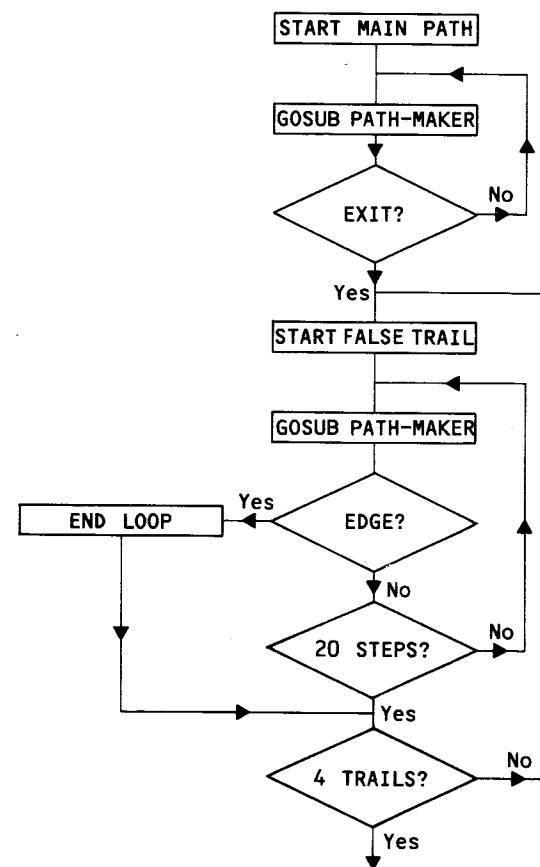 START MAIN PATH
GOSUB PATH-MAKER
No
EXIT?
Yes
START FALSE TRAIL
GOSUB PATH-MAKER
Yes
END LOOP
EDGE?
No
20 STEPS?
No
Yes
4 TRAILS?
No
Yes